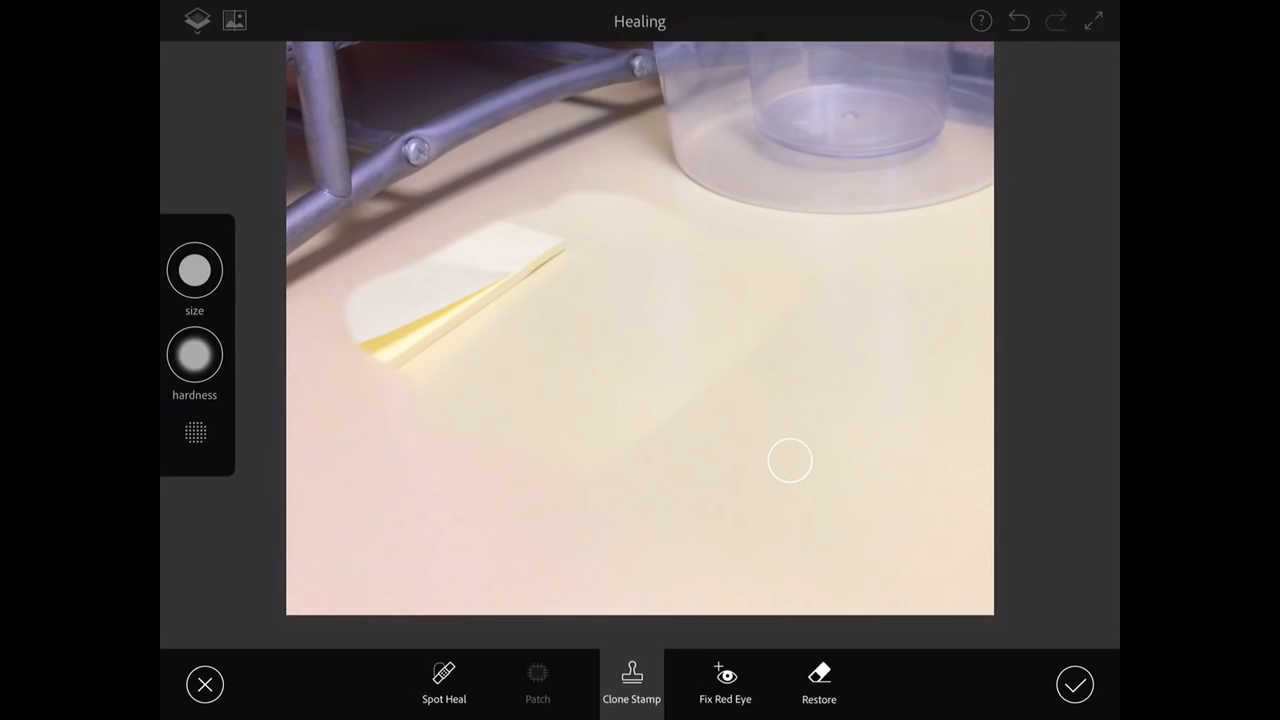 Healing
?
size
hardness
Spot Heal
Patch
Clone Stamp
Fix Red Eye
Restore